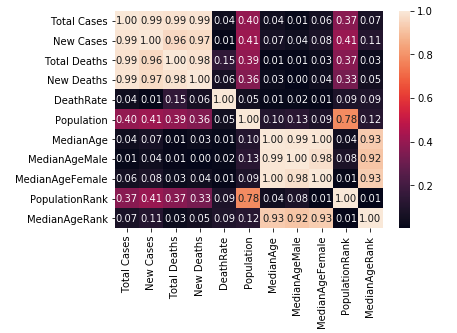 Total Cases 1.00 0.99 0.99 0.99 0.04 0.40 0.04 0.01 0.06 0.37 0.07
New Cases 0.99 1.00 0.96 0.97 0.01 0.41 0.07 0.04 0.08 0.41 0.11
Total Deaths 0.99 0.96 1.00 0.98 0.15 0.39 0.01 0.01 0.03 0.37 0.03
New Deaths 0.99 0.97 0.98 1.00 0.06 0.36 0.03 0.00 0.04 0.33 0.05
DeathRate 0.04 0.01 0.15 0.06 1.00 0.05 0.01 0.02 0.01 0.09 0.09
Population 0.40 0.41 0.39 0.36 0.05 1.00 0.10 0.13 0.09 0.78 0.12
MedianAge 0.04 0.07 0.01 0.03 0.01 0.10 1.00 0.99 1.00 0.04 0.93
MedianAgeMale 0.01 0.04 0.01 0.00 0.02 0.13 0.99 1.00 0.98 0.08 0.92
MedianAgeFemale 0.06 0.08 0.03 0.04 0.01 0.09 1.00 0.98 1.00 0.01 0.93
PopulationRank 0.37 0.41 0.37 0.33 0.09 0.78 0.04 0.08 0.01 1.00 0.01
MedianAgeRank 0.07 0.11 0.03 0.05 0.09 0.12 0.93 0.92 0.93 0.01 1.00
Total Cases
New Cases
Total Deaths
New Deaths
DeathRate
Population
MedianAge
MedianAgeMale
MedianAgeFemale
PopulationRank
MedianAgeRank
1.0
0.8
0.6
0.4
0.2